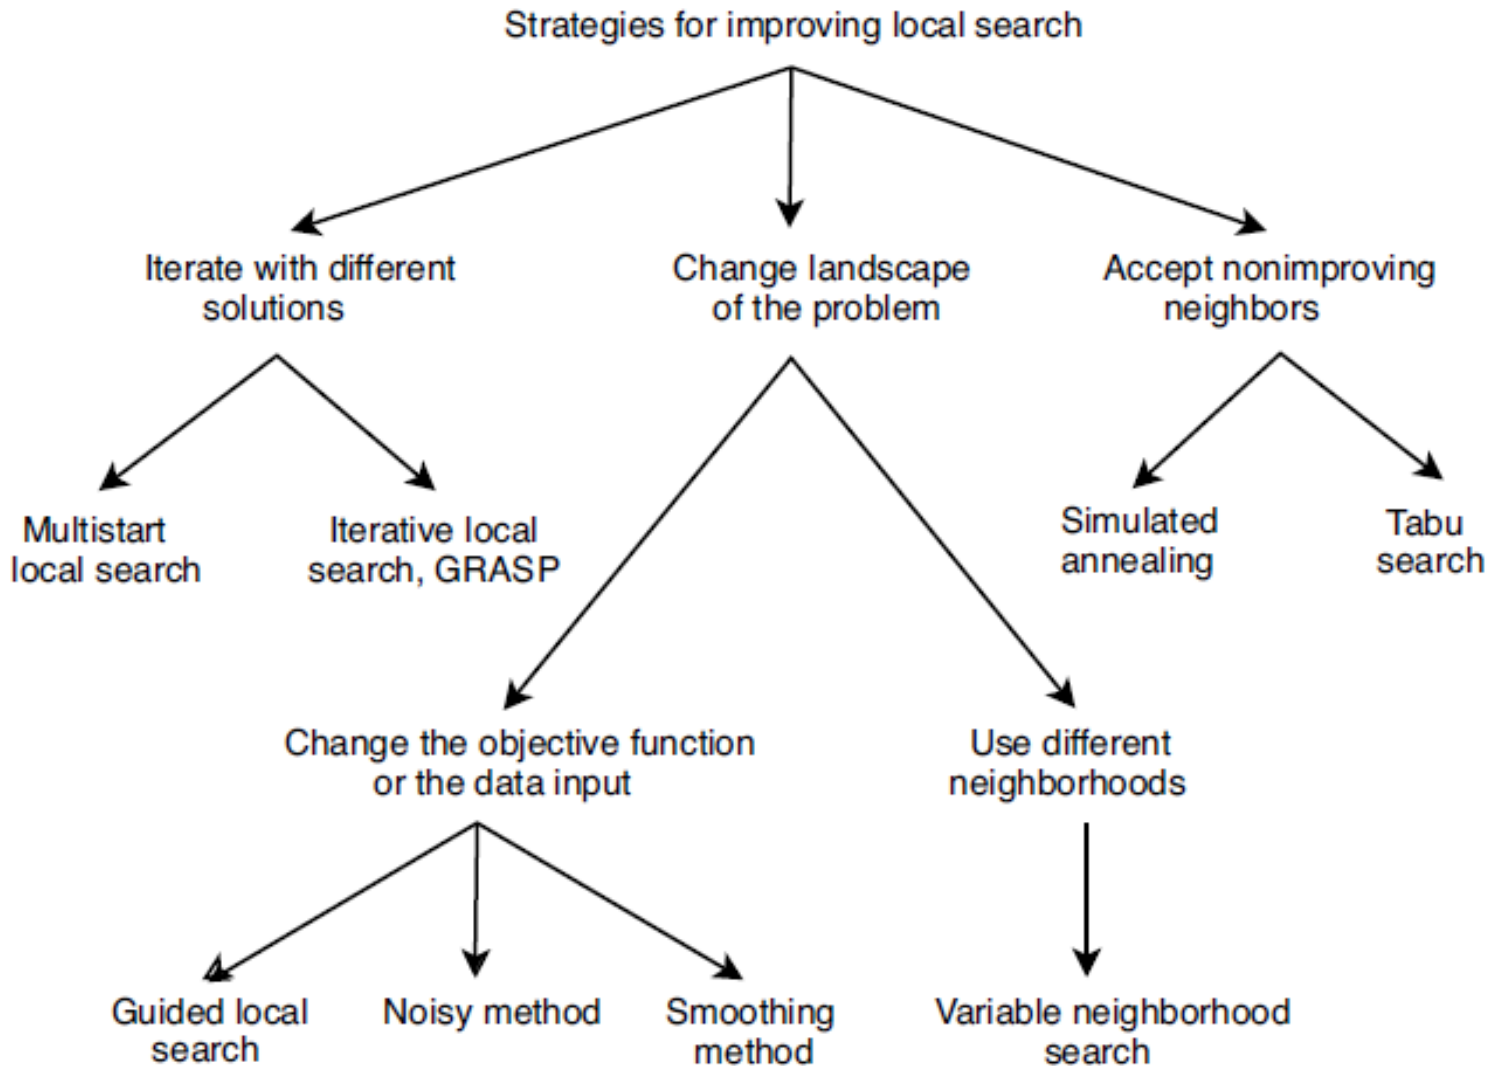 Strategies for improving local search
Iterate with different
solutions
Change landscape
of the problem
Accept nonimproving
neighbors
Multistart
local search
Iterative local
search, GRASP
Simulated
annealing
Tabu
search
Change the objective function
or the data input
Use different
neighborhoods
Guided local
search
Noisy method
Smoothing
method
Variable neighborhood
search